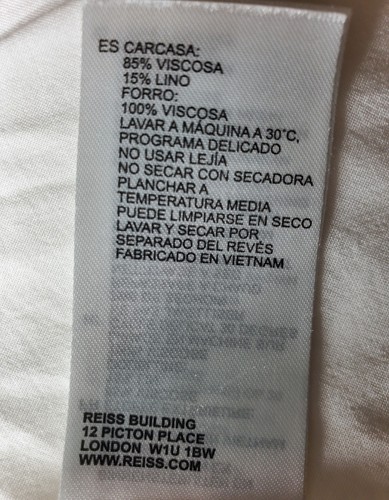 ES CARCASA:
85% VISCOSA
15% LINO
FORRO:
100% VISCOSA
LAVAR A MÁQUINA A 30°C,
PROGRAMA DELICADO
NO USAR LEJÍA
NO SECAR CON SECADORA
PLANCHAR A
TEMPERATURA MEDIA
PUEDE LIMPIARSE EN SECO
LAVAR Y SECAR POR
SEPARADO DEL REVÉS
FABRICADO EN VIETNAM
REISS BUILDING
12 PICTON PLACE
LONDON W1U 1BW
WWW.REISS.COM